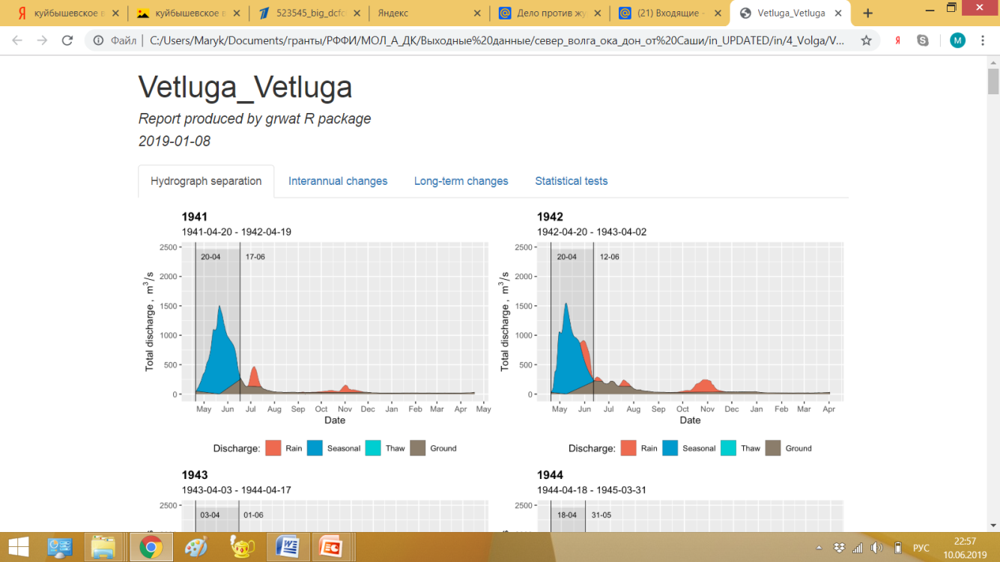 куйбышевское в
куйбышевское в
523545_big_dcfc
Яндекс
Дело против жу
(21) Входящие -
Vetluga_Vetluga
Файл
C:/Users/Maryk/Documents/гранты/РФФИ/МОЛ_А_ДК/Выходные%20данные/север_волга_ока_дон_от%20Саши/in_UPDATED/in/4_Volga/V...
Я
M
Vetluga_Vetluga
Report produced by grwat R package
2019-01-08
Hydrograph separation
Interannual changes
Long-term changes
Statistical tests
1941
1941-04-20 - 1942-04-19
2500
2000
1500
1000
500
0
Total discharge , m³/s
20-04
17-06
May Jun Jul Aug Sep Oct Nov Dec Jan Feb Mar Apr May
Date
Discharge: Rain Seasonal Thaw Ground
1942
1942-04-20 - 1943-04-02
2500
2000
1500
1000
500
0
Total discharge , m³/s
20-04
12-06
May Jun Jul Aug Sep Oct Nov Dec Jan Feb Mar Apr
Date
Discharge: Rain Seasonal Thaw Ground
1943
1943-04-03 - 1944-04-17
2500
03-04
01-06
1944
1944-04-18 - 1945-03-31
2500
18-04
31-05
РУС
22:57
10.06.2019